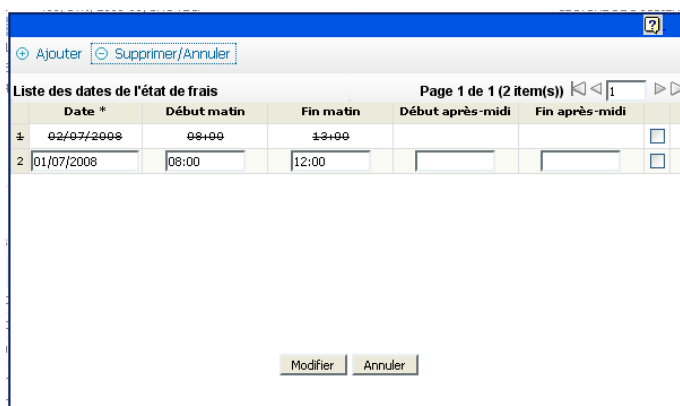 Ajouter Supprimer/Annuler
Liste des dates de l'état de frais Page 1 de 1 (2 item(s)) 1
Date * Début matin Fin matin Début après-midi Fin après-midi
1 02/07/2008 08:00 13:00
2 01/07/2008 08:00 12:00
Modifier Annuler